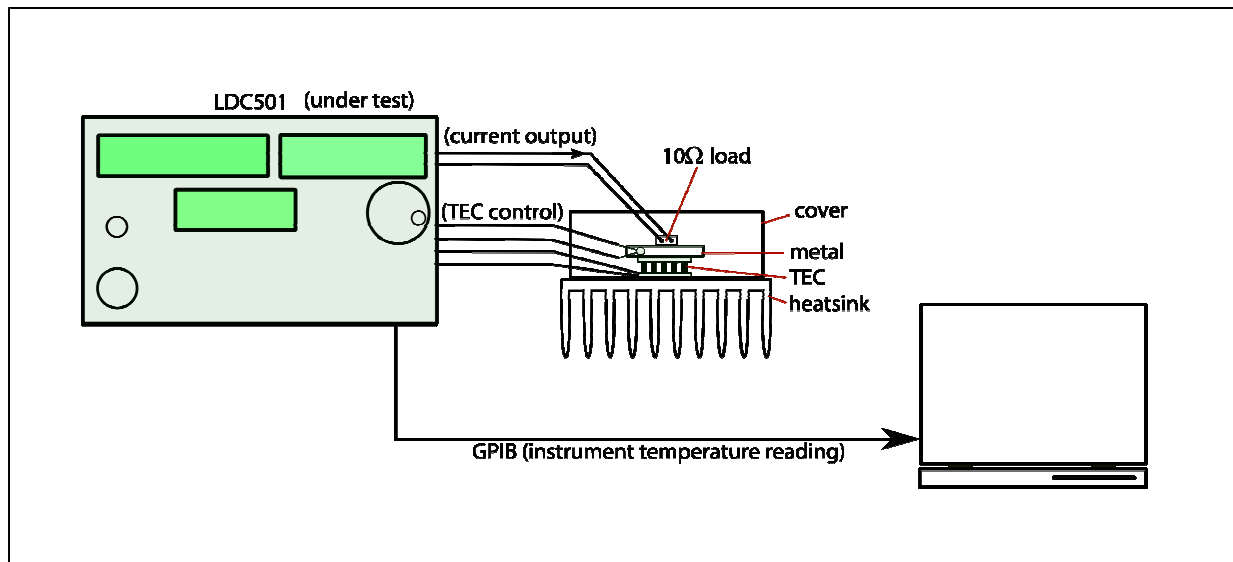 LDC501 (under test)
(current output)
10Ω load
(TEC control)
cover
metal
TEC
heatsink
GPIB (instrument temperature reading)